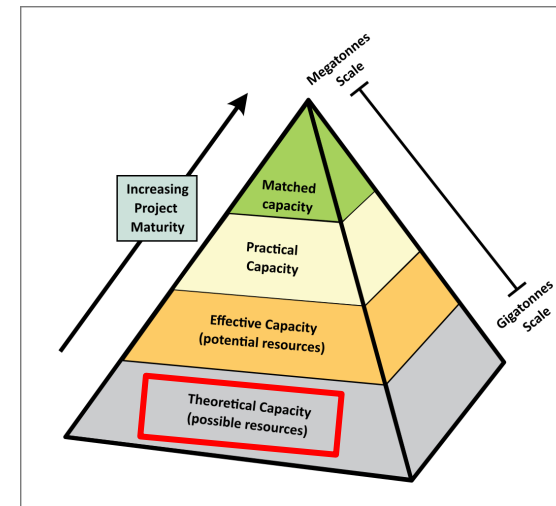 Megatonnes
Scale
Increasing
Project
Maturity
Matched
capacity
Practical
Capacity
Effective Capacity
(potential resources)
Gigatonnes
Scale
Theoretical Capacity
(possible resources)